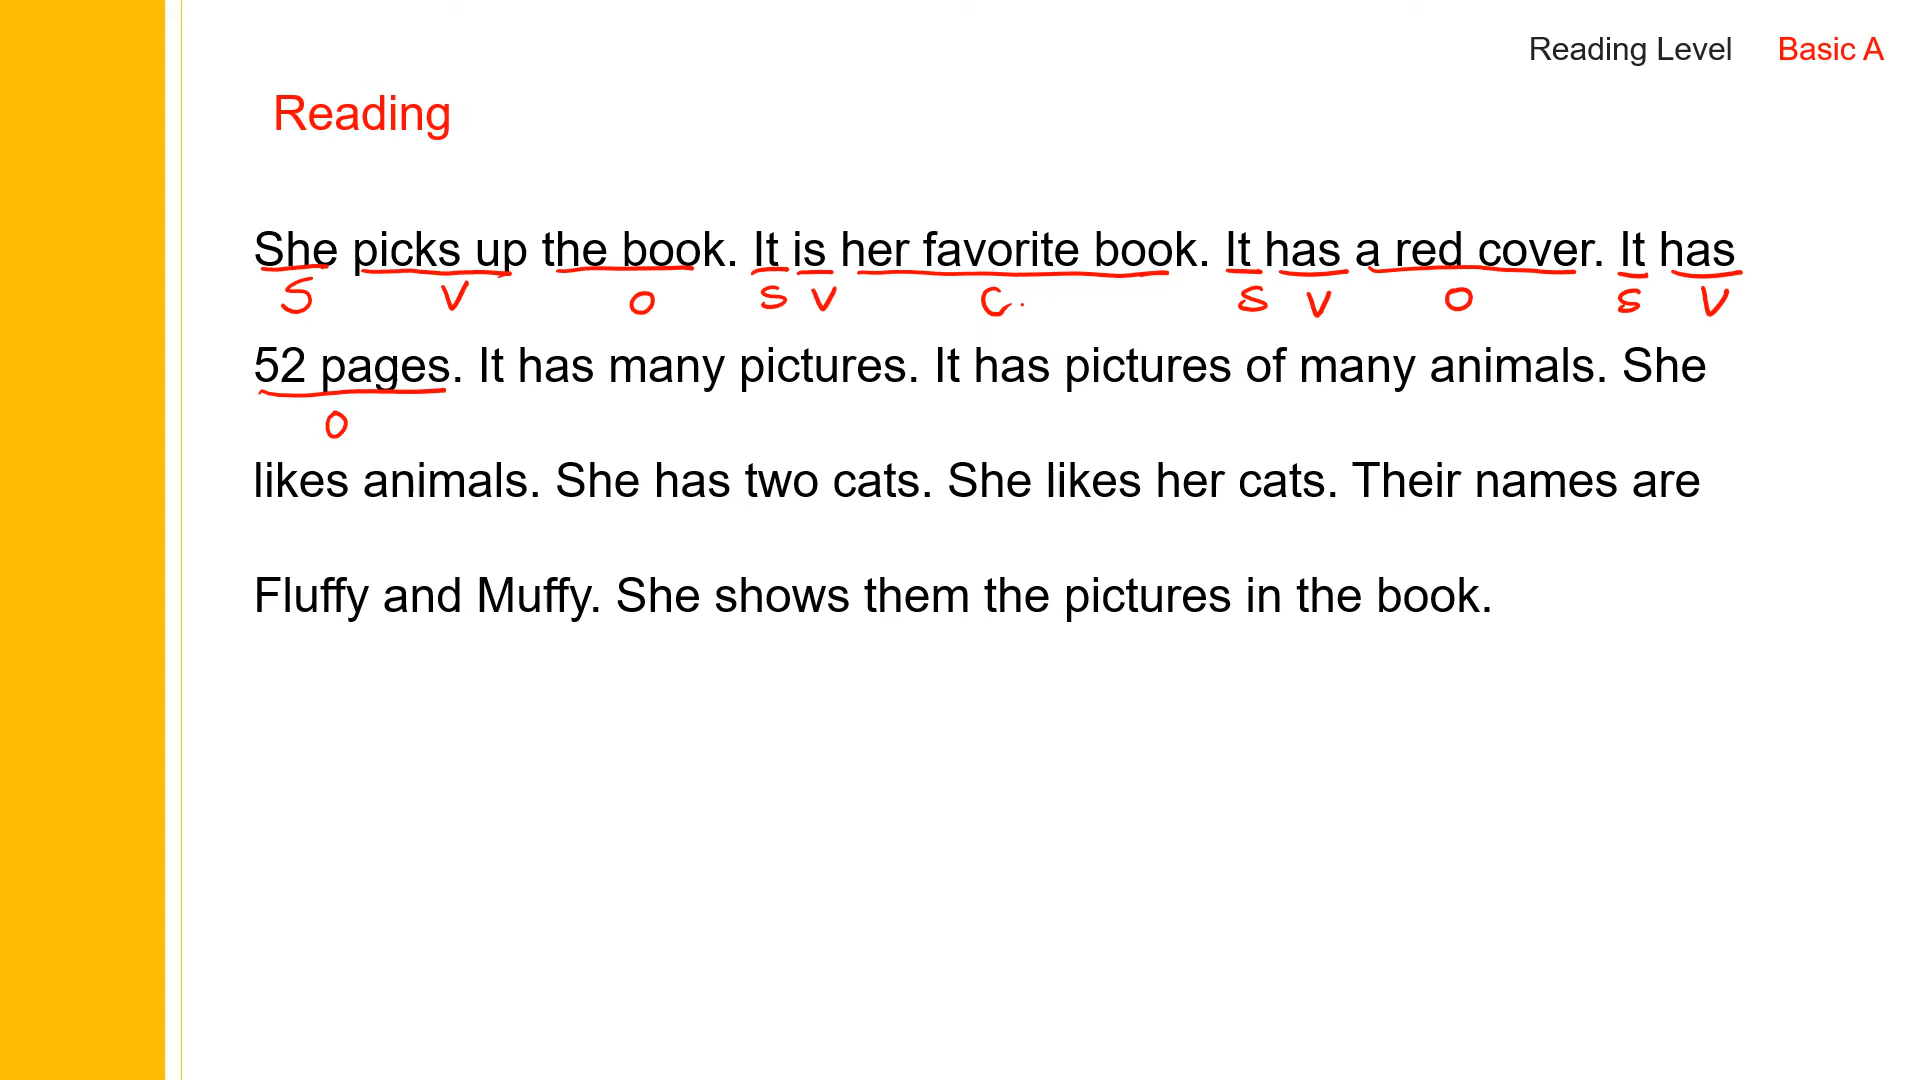 Reading Level Basic A
Reading
She picks up the book. It is her favorite book. It has a red cover. It has
S V O S V C. S V O S V
52 pages. It has many pictures. It has pictures of many animals. She
O
likes animals. She has two cats. She likes her cats. Their names are
Fluffy and Muffy. She shows them the pictures in the book.